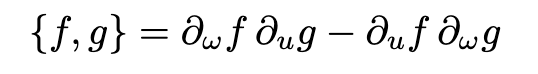 {f, g} = ∂_ω f ∂_u g − ∂_u f ∂_ω g